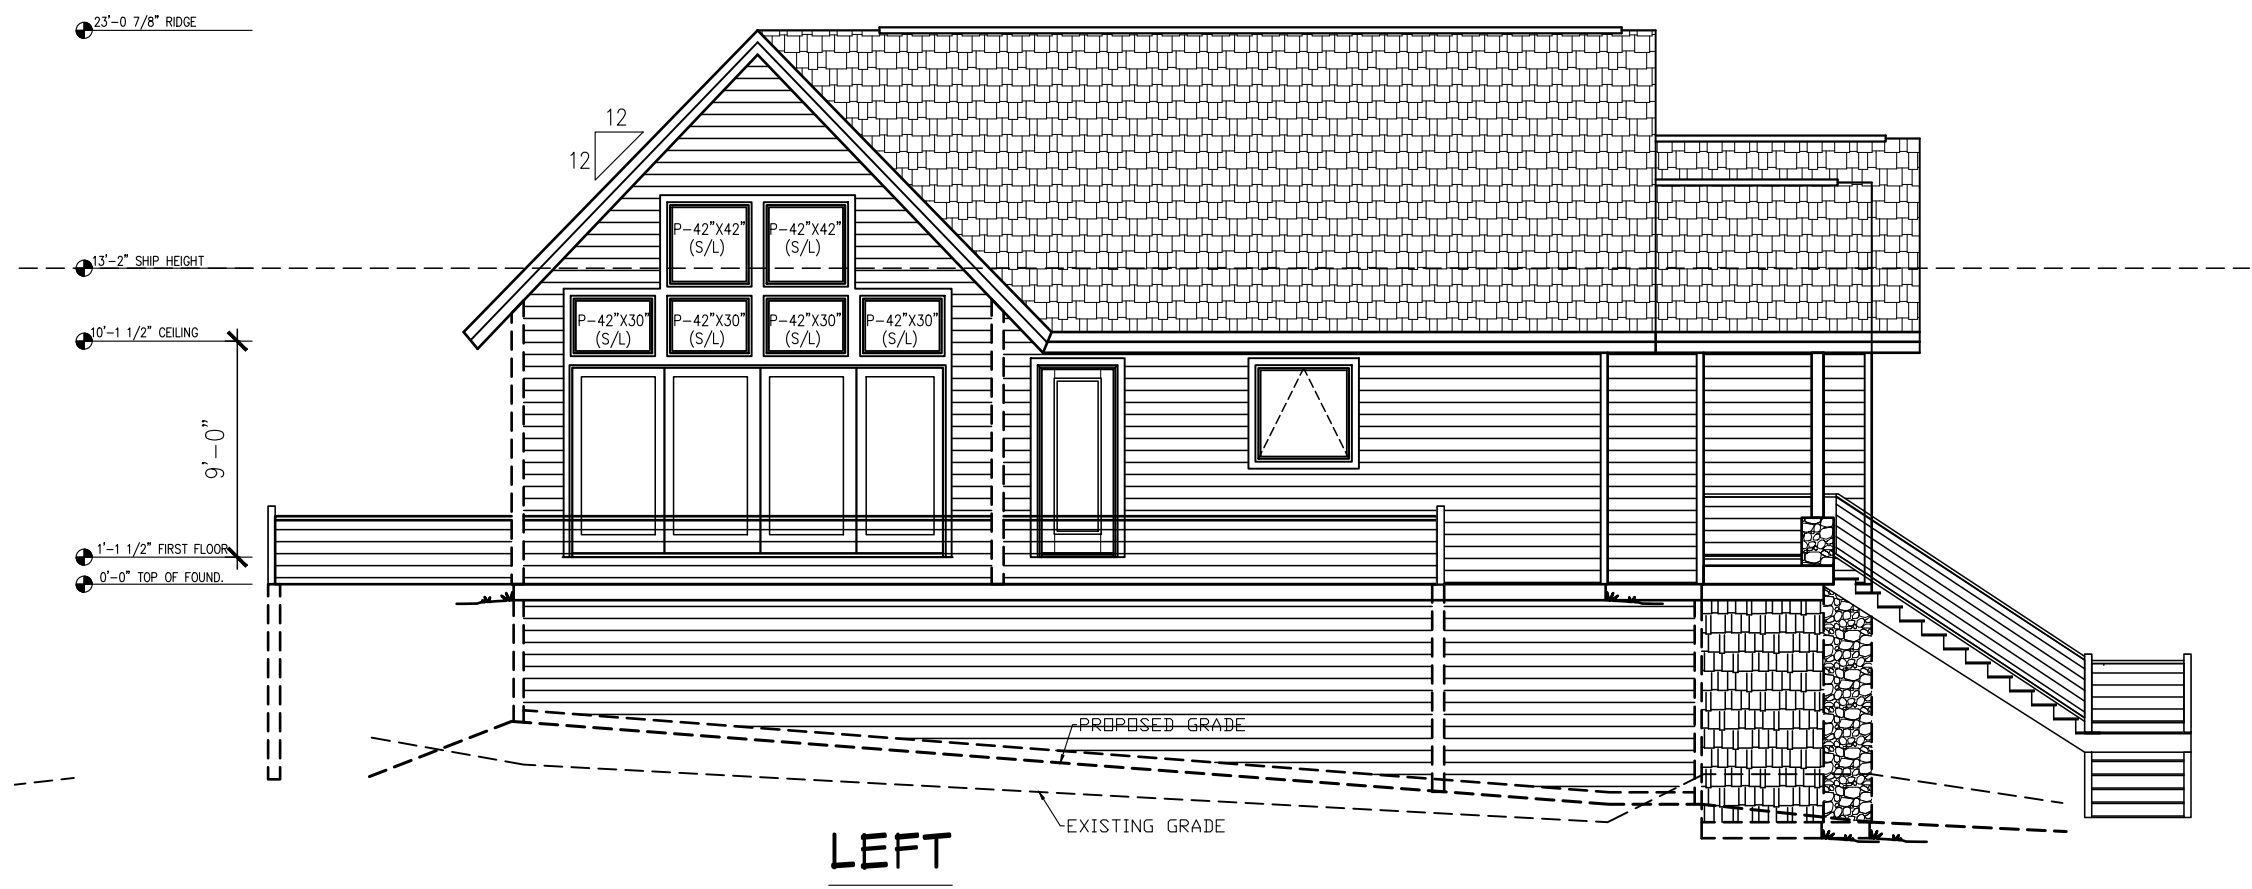 23'-0 7/8" RIDGE
12
12
P-42"X42"
(S/L)
P-42"X42"
(S/L)
13'-2" SHIP HEIGHT
P-42"X30"
(S/L)
P-42"X30"
(S/L)
P-42"X30"
(S/L)
P-42"X30"
(S/L)
10'-1 1/2" CEILING
9'-0"
1'-1 1/2" FIRST FLOOR
0'-0" TOP OF FOUND.
PROPOSED GRADE
EXISTING GRADE
LEFT